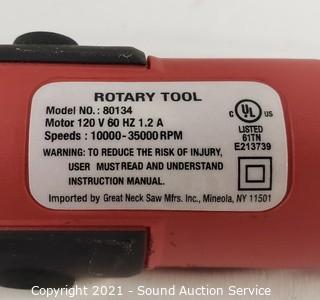 ROTARY TOOL
Model NO.: 80134
Motor 120 V 60 HZ 1.2 A
Speeds : 10000-35000 RPM
C UL US
LISTED
61TN
E213739
WARNING: TO REDUCE THE RISK OF INJURY,
USER MUST READ AND UNDERSTAND
INSTRUCTION MANUAL.
Imported by Great Neck Saw Mfrs. Inc., Mineola, NY 11501
Copyright 2021 - Sound Auction Service